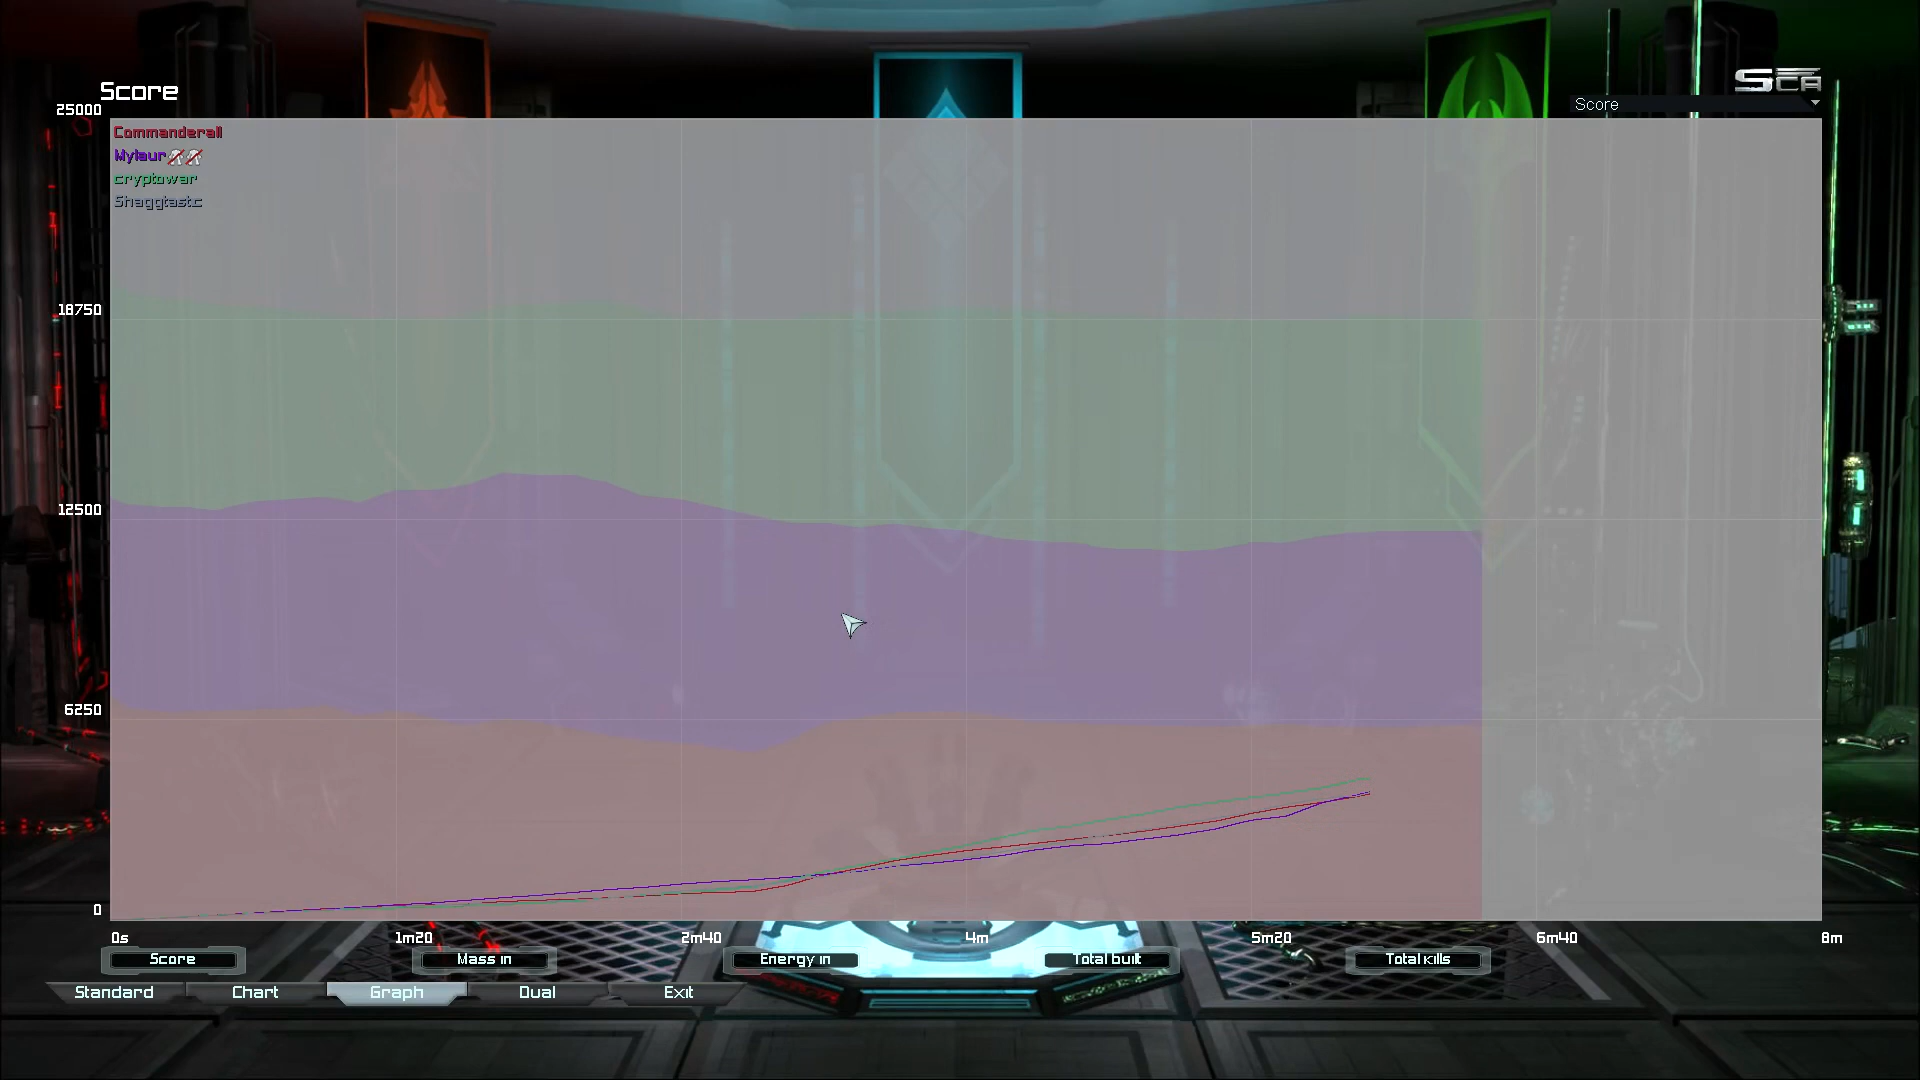 Score
SCA
25000
Score
Commanderall
Wylaur
cryptowar
Shaggtastc
18750
12500
6250
0
0s 1m20 2m40 4m 5m20 6m40 8m
Score Mass in Energy in Total built Total kills
Standard Chart Graph Dual Exit